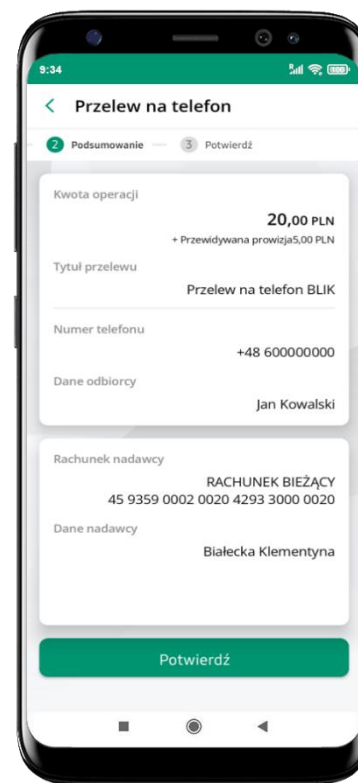 9:34
Przelew na telefon
2 Podsumowanie 3 Potwierdź
Kwota operacji
20,00 PLN
+ Przewidywana prowizja5,00 PLN
Tytuł przelewu
Przelew na telefon BLIK
Numer telefonu
+48 600000000
Dane odbiorcy
Jan Kowalski
Rachunek nadawcy
RACHUNEK BIEŻĄCY
45 9359 0002 0020 4293 3000 0020
Dane nadawcy
Białecka Klementyna
Potwierdź